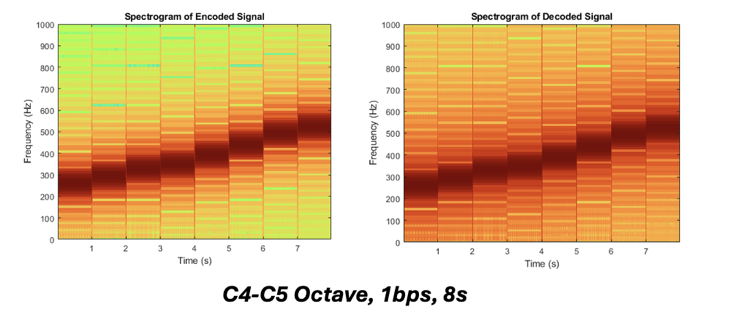 Spectrogram of Encoded Signal
1000
900
800
700
600
500
400
300
200
100
0
Frequency (Hz)
1 2 3 4 5 6 7
Time (s)
Spectrogram of Decoded Signal
1000
900
800
700
600
500
400
300
200
100
0
Frequency (Hz)
1 2 3 4 5 6 7
Time (s)
C4-C5 Octave, 1bps, 8s